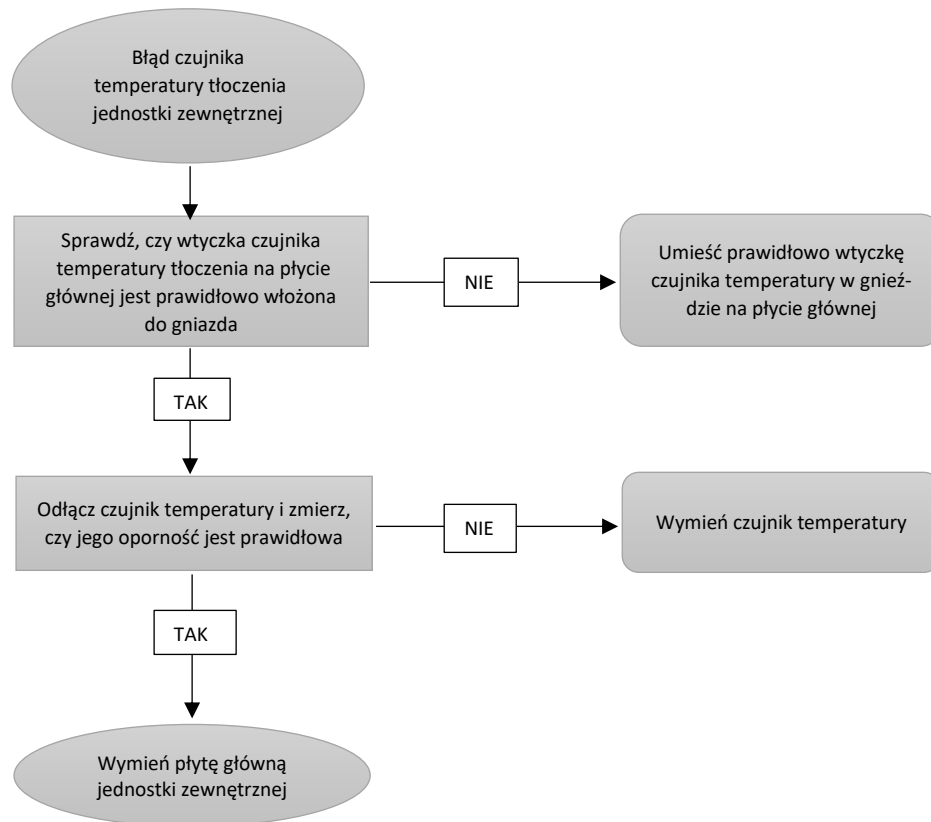 Błąd czujnika
temperatury tłoczenia
jednostki zewnętrznej
Sprawdź, czy wtyczka czujnika
temperatury tłoczenia na płycie
głównej jest prawidłowo włożona
do gniazda
NIE
Umieść prawidłowo wtyczkę
czujnika temperatury w gnieź-
dzie na płycie głównej
TAK
Odłącz czujnik temperatury i zmierz,
czy jego oporność jest prawidłowa
NIE
Wymień czujnik temperatury
TAK
Wymień płytę główną
jednostki zewnętrznej